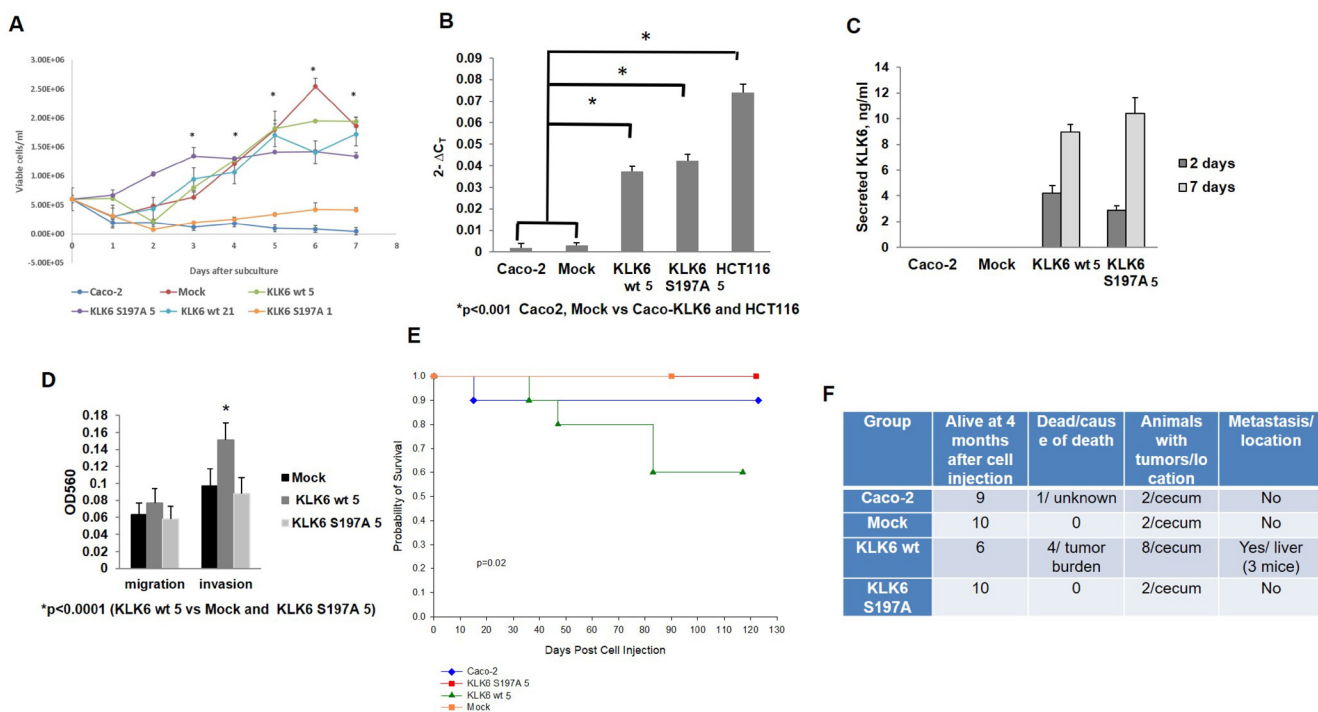 A
3.00E+06
2.50E+06
2.00E+06
1.50E+06
1.00E+06
5.00E+05
0.00E+00
-5.00E+05
Viable cells/ml
* * * * *
0 1 2 3 4 5 6 7 8
Days after subculture
Caco-2 Mock KLK6 wt 5
KLK6 S197A 5 KLK6 wt 21 KLK6 S197A 1
B
2- ΔCT
0.09
0.08
0.07
0.06
0.05
0.04
0.03
0.02
0.01
0
*
*
*
Caco-2 Mock KLK6 KLK6 HCT116
wt 5 S197A 5
5
*p<0.001 Caco2, Mock vs Caco-KLK6 and HCT116
C
Secreted KLK6, ng/ml
14
12
10
8
6
4
2
0
Caco-2 Mock KLK6 wt 5 KLK6
S197A 5
2 days
7 days
D
OD560
0.18
0.16
0.14
0.12
0.1
0.08
0.06
0.04
0.02
0
*
migration invasion
Mock
KLK6 wt 5
KLK6 S197A 5
*p<0.0001 (KLK6 wt 5 vs Mock and KLK6 S197A 5)
E
Probability of Survival
1.0
0.9
0.8
0.7
0.6
0.5
0.4
0.3
0.2
0.1
0.0
p=0.02
0 10 20 30 40 50 60 70 80 90 100 110 120 130
Days Post Cell Injection
Caco-2
KLK6 S197A 5
KLK6 wt 5
Mock
F
Group Alive at 4 Dead/caus Animals Metastasis/
months e of death with location
after cell tumors/lo
injection cation
Caco-2 9 1/ unknown 2/cecum No
Mock 10 0 2/cecum No
KLK6 wt 6 4/ tumor 8/cecum Yes/ liver
burden (3 mice)
KLK6 10 0 2/cecum No
S197A